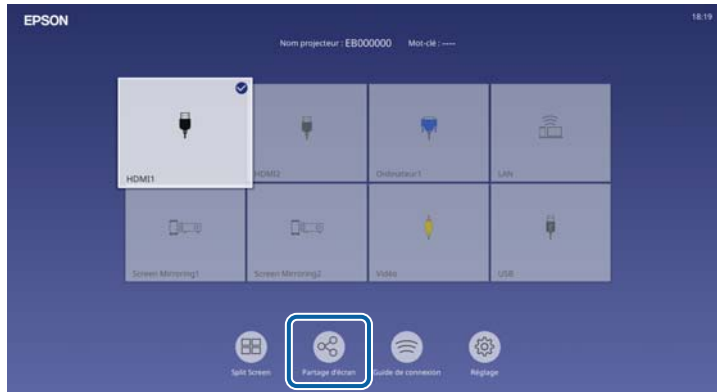 EPSON
18:19
Nom projecteur : EB000000 Mot-clé : ----
HDMI1
HDMI2
Ordinateur1
LAN
Screen Mirroring1
Screen Mirroring2
Vidéo
USB
Split Screen
Partage d'écran
Guide de connexion
Réglage